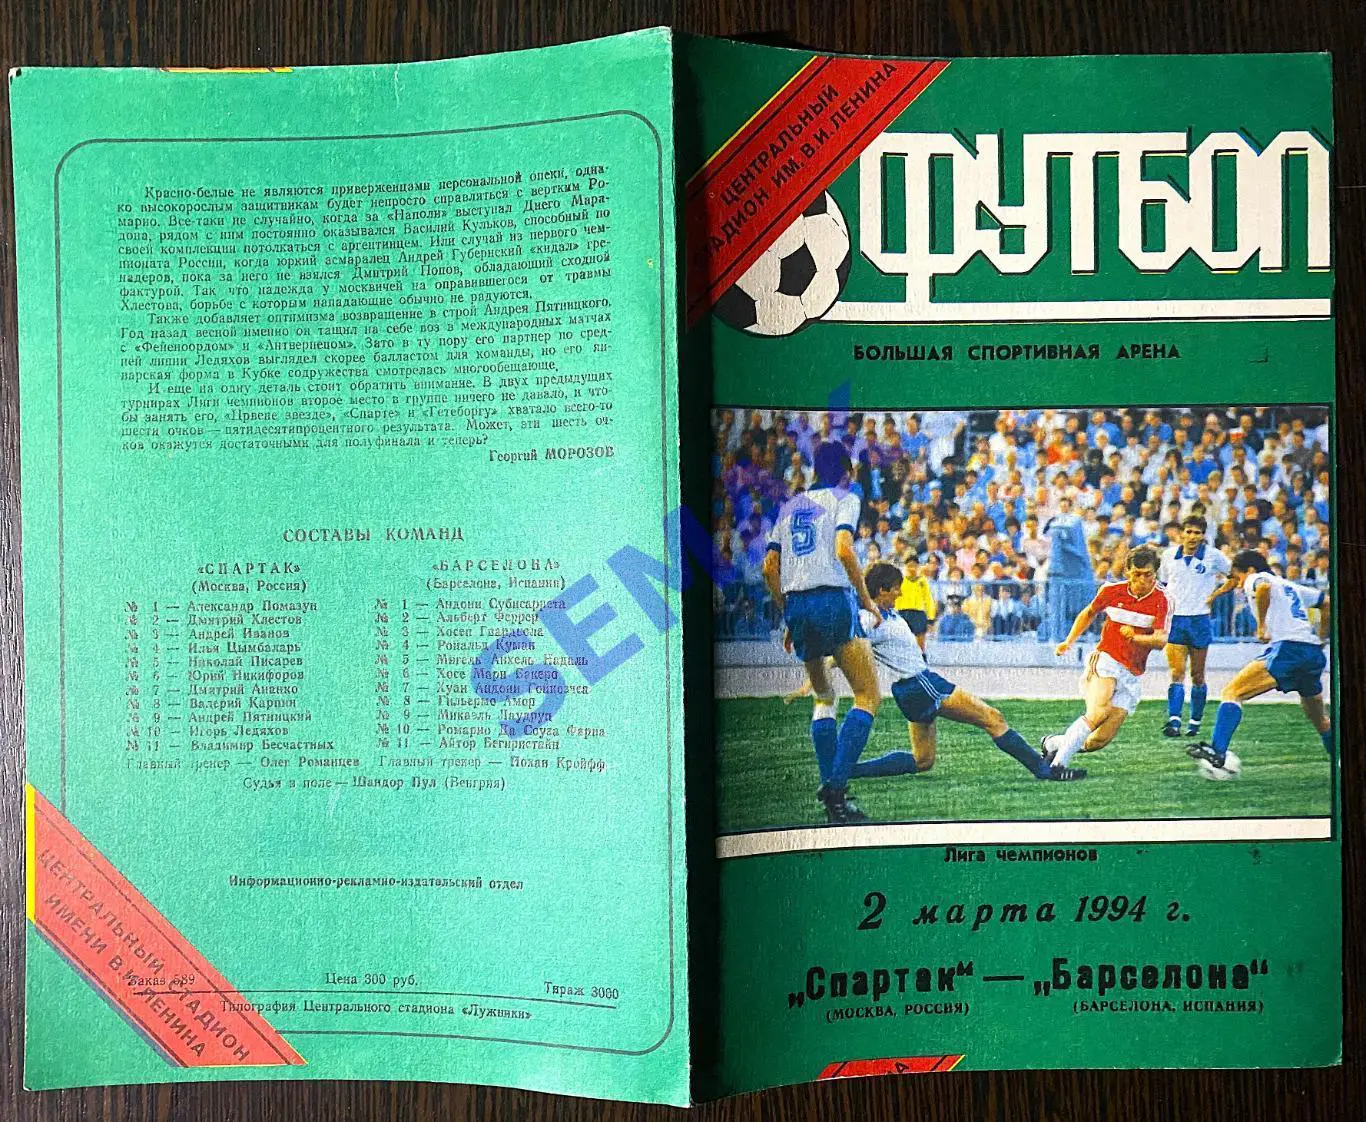 Красно-белые не являются приверженцами персональной опеки, одна-
ко высокорослым защитникам будет непросто справляться с вертким Ро-
марио. Все-таки не случайно, когда за «Наполи» выступал Диего Мара-
дона, рядом с ним постоянно оказывался Василий Кульков, способный по
своей комплекции потолкаться с аргентинцем. Или случай из первого чем-
пионата России, когда юркий асмаралец Андрей Губернский «кидал» гре-
надеров, пока за него не взялся Дмитрий Попов, обладающий сходной
фактурой. Так что надежда у москвичей на оправившегося от травмы
Хлестова, борьбе с которым нападающие обычно не радуются.
Также добавляет оптимизма возвращение в строй Андрея Пятницкого.
Год назад весной именно он тащил на себе воз в международных матчах
с «Фейеноордом» и «Антверпеном». Зато в ту пору его партнер по сред-
ней линии Ледяхов выглядел скорее балластом для команды, но его ян-
варская форма в Кубке содружества смотрелась многообещающе.
И еще на одну деталь стоит обратить внимание. В двух предыдущих
турнирах Лиги чемпионов второе место в группе ничего не давало, и что-
бы занять его, «Црвене звезде», «Спарте» и «Гетеборгу» хватало всего-то
шести очков — пятидесятипроцентного результата. Может, эти шесть оч-
ков окажутся достаточными для полуфинала и теперь?
Георгий МОРОЗОВ
СОСТАВЫ КОМАНД
«СПАРТАК»
(Москва, Россия)
№ 1 — Александр Помазун
№ 2 — Дмитрий Хлестов
№ 3 — Андрей Иванов
№ 4 — Илья Цымбаларь
№ 5 — Николай Писарев
№ 6 — Юрий Никифоров
№ 7 — Дмитрий Ананко
№ 8 — Валерий Карпин
№ 9 — Андрей Пятницкий
№ 10 — Игорь Ледяхов
№ 11 — Владимир Бесчастных
Главный тренер — Олег Романцев
«БАРСЕЛОНА»
(Барселона, Испания)
№ 1 — Андони Субисаррета
№ 2 — Альберт Феррер
№ 3 — Хосеп Гвардьола
№ 4 — Рональд Куман
№ 5 — Мигель Анхель Надаль
№ 6 — Хосе Мари Бакеро
№ 7 — Хуан Андони Гойкоэчеа
№ 8 — Гильермо Амор
№ 9 — Микаэль Лаудруп
№ 10 — Ромарио Да Соуза Фариа
№ 11 — Айтор Бегиристайн
Главный тренер — Йохан Кройфф
Судья в поле — Шандор Пул (Венгрия)
Информационно-рекламно-издательский отдел
Заказ 589 Цена 300 руб. Тираж 3000
Типография Центрального стадиона «Лужники»
ЦЕНТРАЛЬНЫЙ СТАДИОН
ИМЕНИ В. И. ЛЕНИНА
ЦЕНТРАЛЬНЫЙ
СТАДИОН ИМ. В. И. ЛЕНИНА
ФУТБОЛ
БОЛЬШАЯ СПОРТИВНАЯ АРЕНА
5
2
Лига чемпионов
2 марта 1994 г.
„Спартак“ — „Барселона“
(МОСКВА, РОССИЯ) (БАРСЕЛОНА, ИСПАНИЯ)